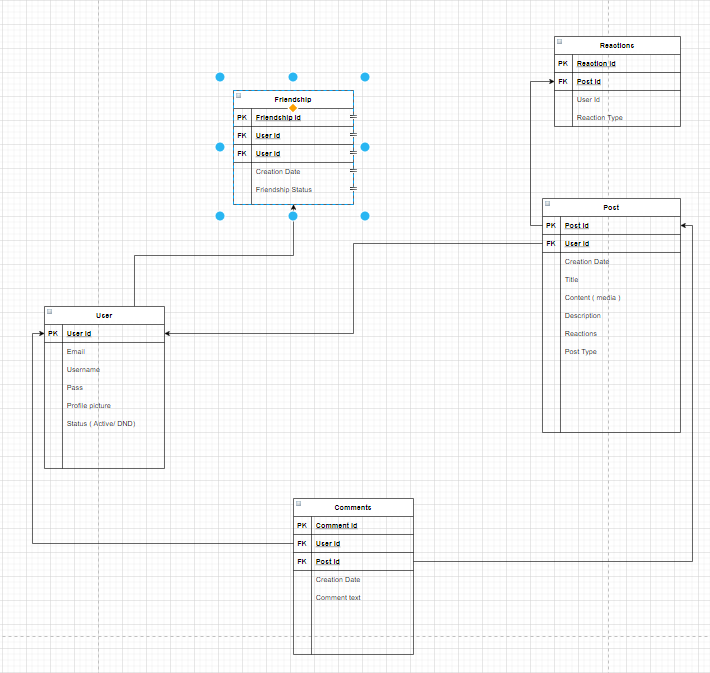 Reactions
PK Reaction Id
FK Post Id
User Id
Reaction Type
Friendship
PK Friendship Id
FK User Id
FK User Id
Creation Date
Friendship Status
Post
PK Post Id
FK User Id
Creation Date
Title
Content ( media )
Description
Reactions
Post Type
User
PK User Id
Email
Username
Pass
Profile picture
Status ( Active/ DND)
Comments
PK Comment Id
FK User Id
FK Post Id
Creation Date
Comment text